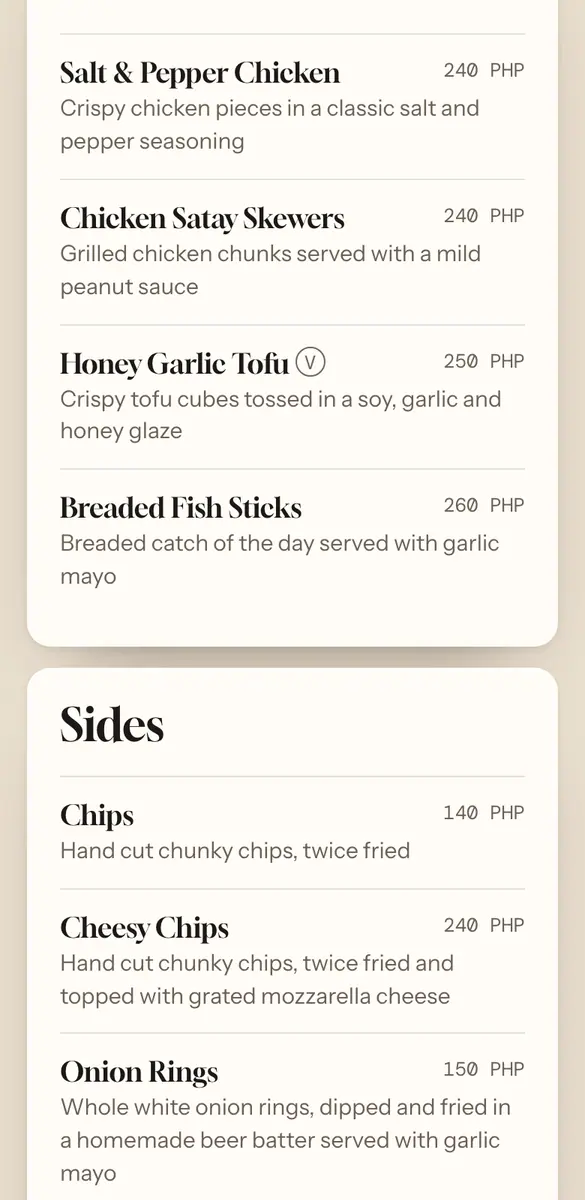 Salt & Pepper Chicken 240 PHP
Crispy chicken pieces in a classic salt and
pepper seasoning
Chicken Satay Skewers 240 PHP
Grilled chicken chunks served with a mild
peanut sauce
Honey Garlic Tofu V 250 PHP
Crispy tofu cubes tossed in a soy, garlic and
honey glaze
Breaded Fish Sticks 260 PHP
Breaded catch of the day served with garlic
mayo
Sides
Chips 140 PHP
Hand cut chunky chips, twice fried
Cheesy Chips 240 PHP
Hand cut chunky chips, twice fried and
topped with grated mozzarella cheese
Onion Rings 150 PHP
Whole white onion rings, dipped and fried in
a homemade beer batter served with garlic
mayo